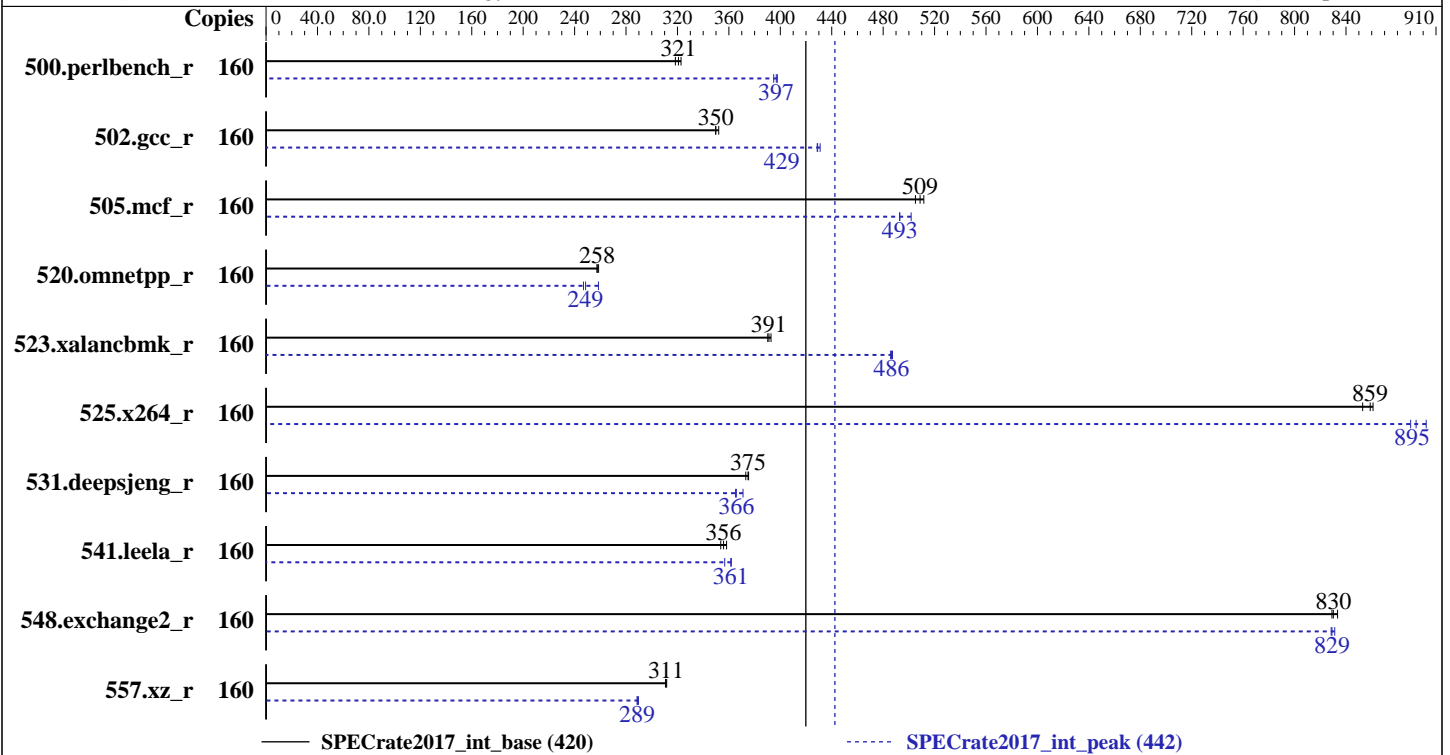 Copies 0 40.0 80.0 120 160 200 240 280 320 360 400 440 480 520 560 600 640 680 720 760 800 840 910
321
500.perlbench_r 160
397
350
502.gcc_r 160
429
509
505.mcf_r 160
493
258
520.omnetpp_r 160
249
391
523.xalancbmk_r 160
486
859
525.x264_r 160
895
375
531.deepsjeng_r 160
366
356
541.leela_r 160
361
830
548.exchange2_r 160
829
311
557.xz_r 160
289
SPECrate2017_int_base (420) SPECrate2017_int_peak (442)